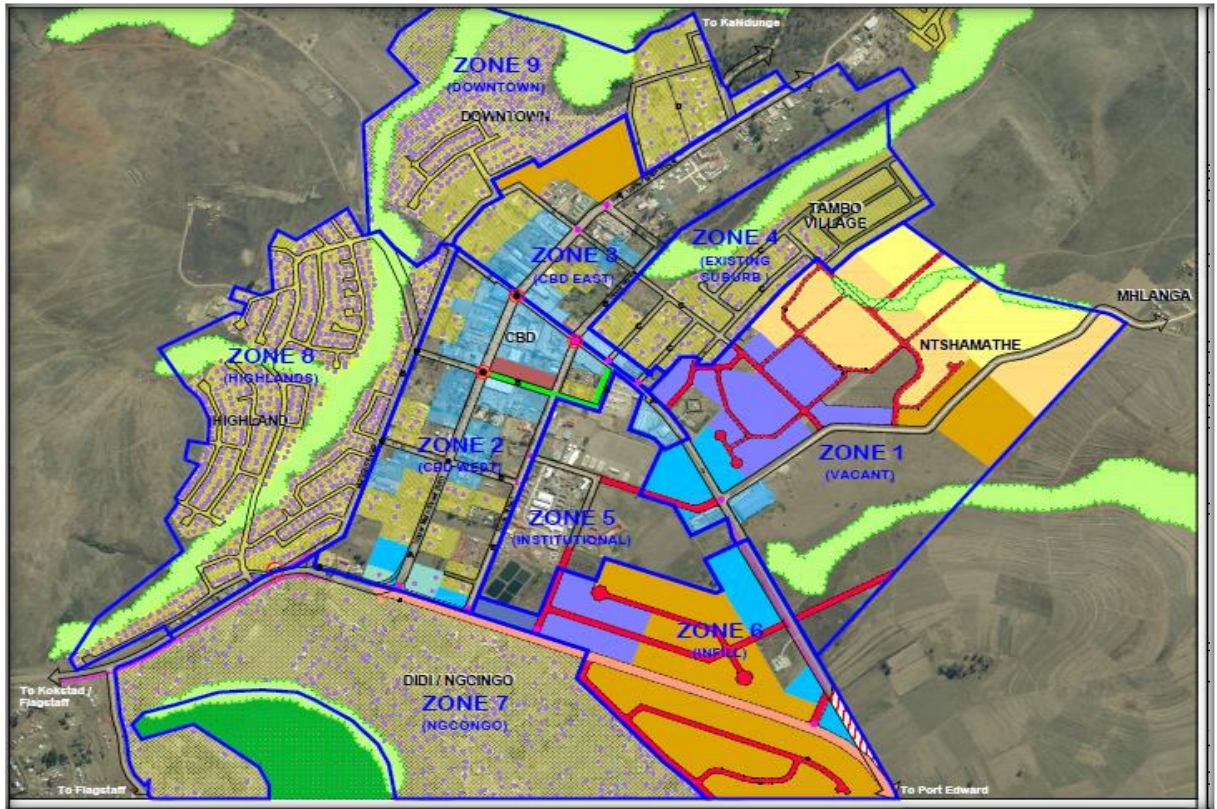 To KaNdunge
ZONE 9
(DOWNTOWN)
DOWNTOWN
TAMBO
VILLAGE
ZONE 3
(CBD EAST)
ZONE 4
(EXISTING
SUBURB)
MHLANGA
CBD
NTSHAMATHE
ZONE 8
(HIGHLANDS)
HIGHLAND
ZONE 2
(CBD WEST)
ZONE 1
(VACANT)
ZONE 5
(INSTITUTIONAL)
ZONE 6
(INFILL)
DIDI / NGCINGO
ZONE 7
(NGCONGO)
To Kokstad /
Flagstaff
To Flagstaff
To Port Edward